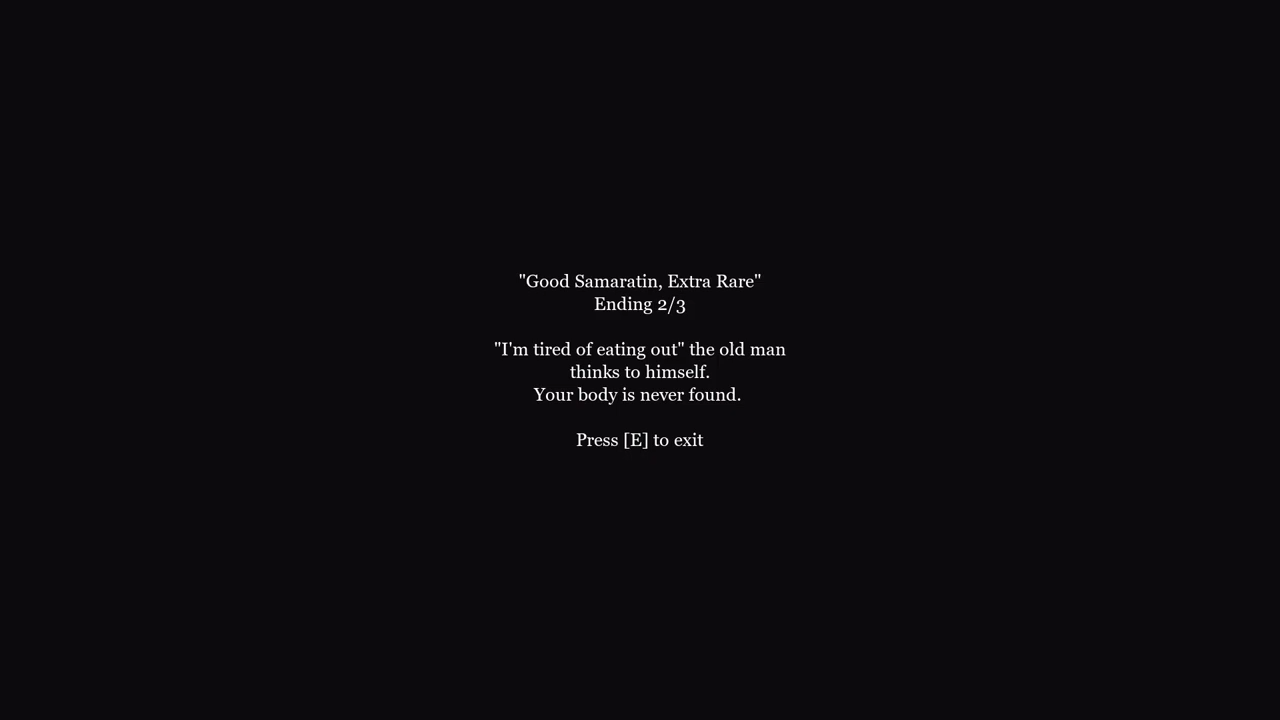 "Good Samaratin, Extra Rare"
Ending 2/3
"I'm tired of eating out" the old man
thinks to himself.
Your body is never found.
Press [E] to exit